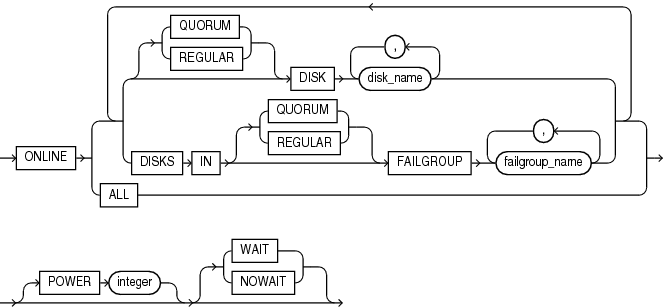 QUORUM
REGULAR
DISK
,
disk_name
QUORUM
REGULAR
,
ONLINE
DISKS
IN
FAILGROUP
failgroup_name
ALL
WAIT
POWER
integer
NOWAIT